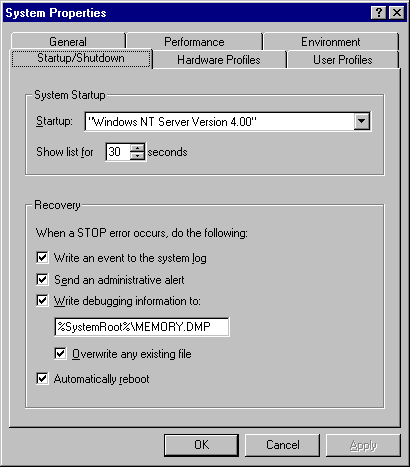 System Properties
General Performance Environment
Startup/Shutdown Hardware Profiles User Profiles
System Startup
Startup: "Windows NT Server Version 4.00"
Show list for 30 seconds
Recovery
When a STOP error occurs, do the following:
Write an event to the system log
Send an administrative alert
Write debugging information to:
%SystemRoot%\MEMORY.DMP
Overwrite any existing file
Automatically reboot
OK Cancel Apply